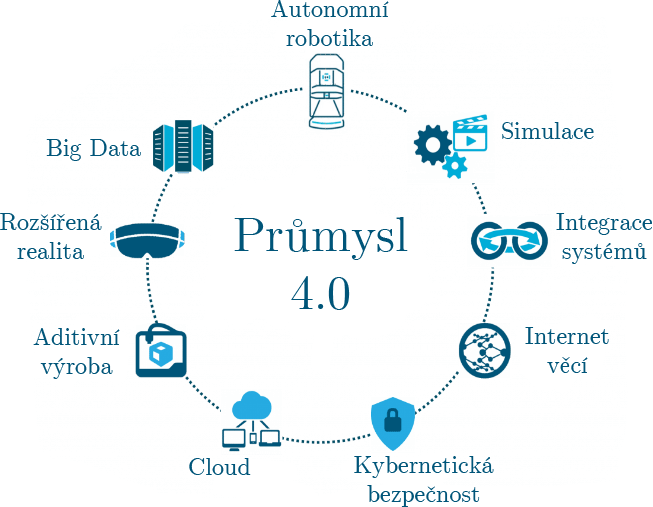 Autonomní
robotika
Simulace
Big Data
Rozšířená
realita
Integrace
systémů
Průmysl
4.0
Aditivní
výroba
Internet
věcí
Cloud
Kybernetická
bezpečnost